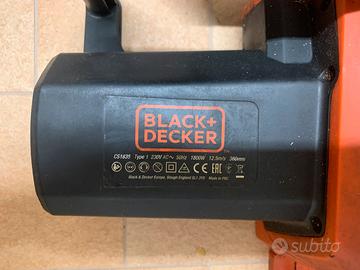 BLACK+
DECKER
CS1835 Type 1 230V AC~ 50Hz 1800W 12.5m/s 360mm
Black & Decker Europe, Slough England SL1 3YD Made in PRC
subito